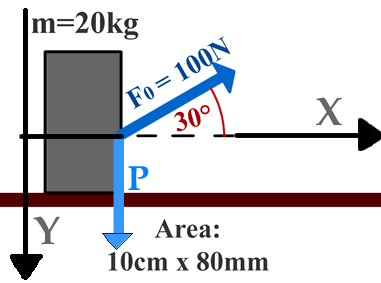 m=20kg
F₀ = 100N
30°
X
P
Y
Area:
10cm x 80mm